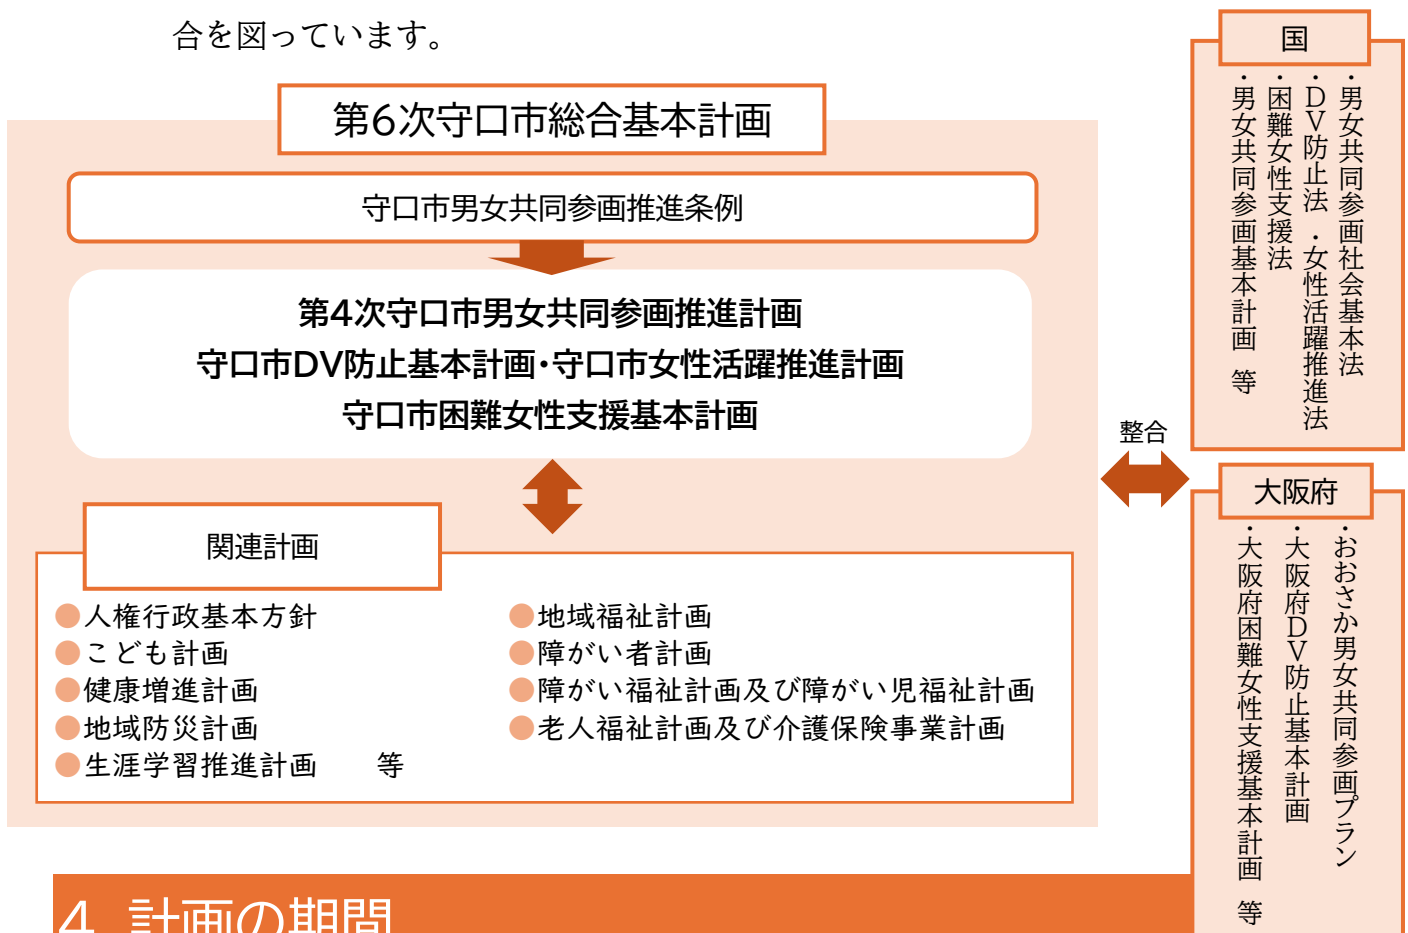 合を図っています。
第6次守口市総合基本計画
守口市男女共同参画推進条例
第4次守口市男女共同参画推進計画
守口市DV防止基本計画・守口市女性活躍推進計画
守口市困難女性支援基本計画
関連計画
●人権行政基本方針
●こども計画
●健康増進計画
●地域防災計画
●生涯学習推進計画　　等
●地域福祉計画
●障がい者計画
●障がい福祉計画及び障がい児福祉計画
●老人福祉計画及び介護保険事業計画
整合
国
・男女共同参画社会基本法
・DV防止法 ・女性活躍推進法
・困難女性支援法
・男女共同参画基本計画 等
大阪府
・おおさか男女共同参画プラン
・大阪府DV防止基本計画
・大阪府困難女性支援基本計画 等
4 計画の期間